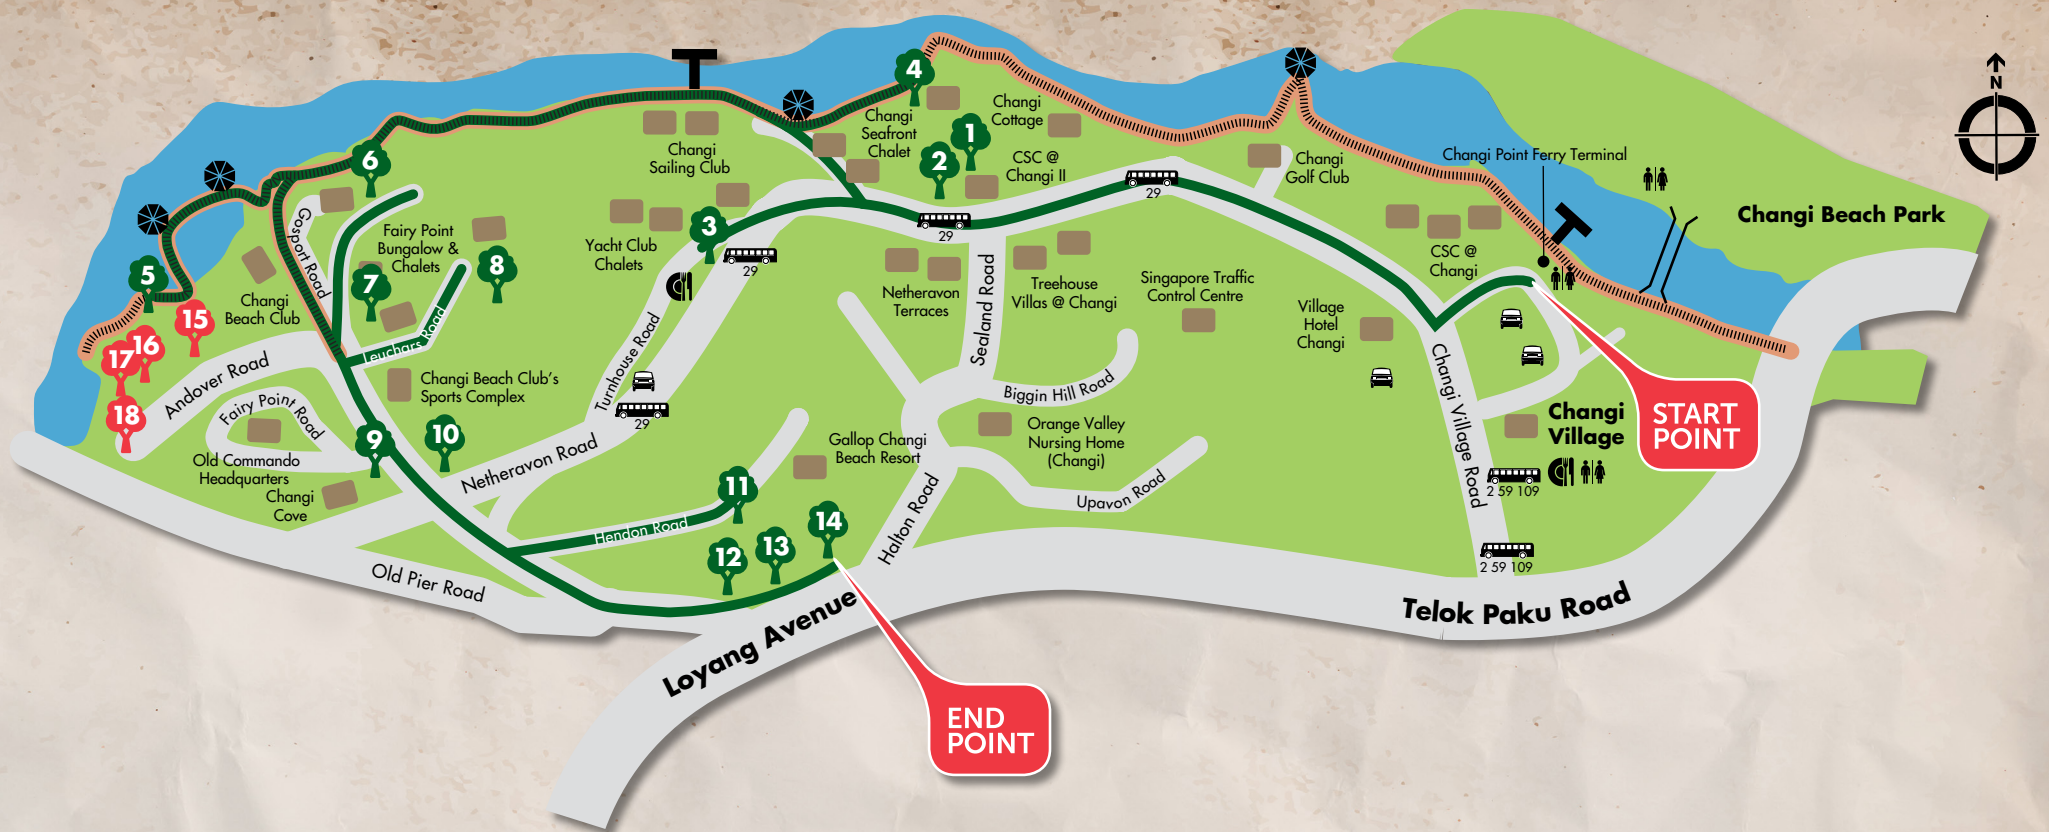 N
4
Changi
Cottage
Changi
Seafront
Chalet
1
2
CSC @
Changi II
Changi
Sailing Club
6
Changi
Golf Club
Changi Point Ferry Terminal
29
Changi Beach Park
Gosport Road
Fairy Point
Bungalow &
Chalets
8
7
5
3
Yacht Club
Chalets
29
29
CSC @
Changi
Netheravon
Terraces
Sealand Road
Treehouse
Villas @ Changi
Singapore Traffic
Control Centre
Village
Hotel
Changi
Changi
Beach Club
15
16
17
18
Leuchars Road
Andover Road
Fairy Point Road
Changi Beach Club's
Sports Complex
Turnhouse Road
29
Biggin Hill Road
Changi Village Road
Changi
Village
START
POINT
9
10
Old Commando
Headquarters
Changi
Cove
Netheravon Road
Gallop Changi
Beach Resort
Orange Valley
Nursing Home
(Changi)
Upavon Road
2 59 109
11
Hendon Road
12
13
14
Halton Road
2 59 109
Old Pier Road
Loyang Avenue
Telok Paku Road
END
POINT